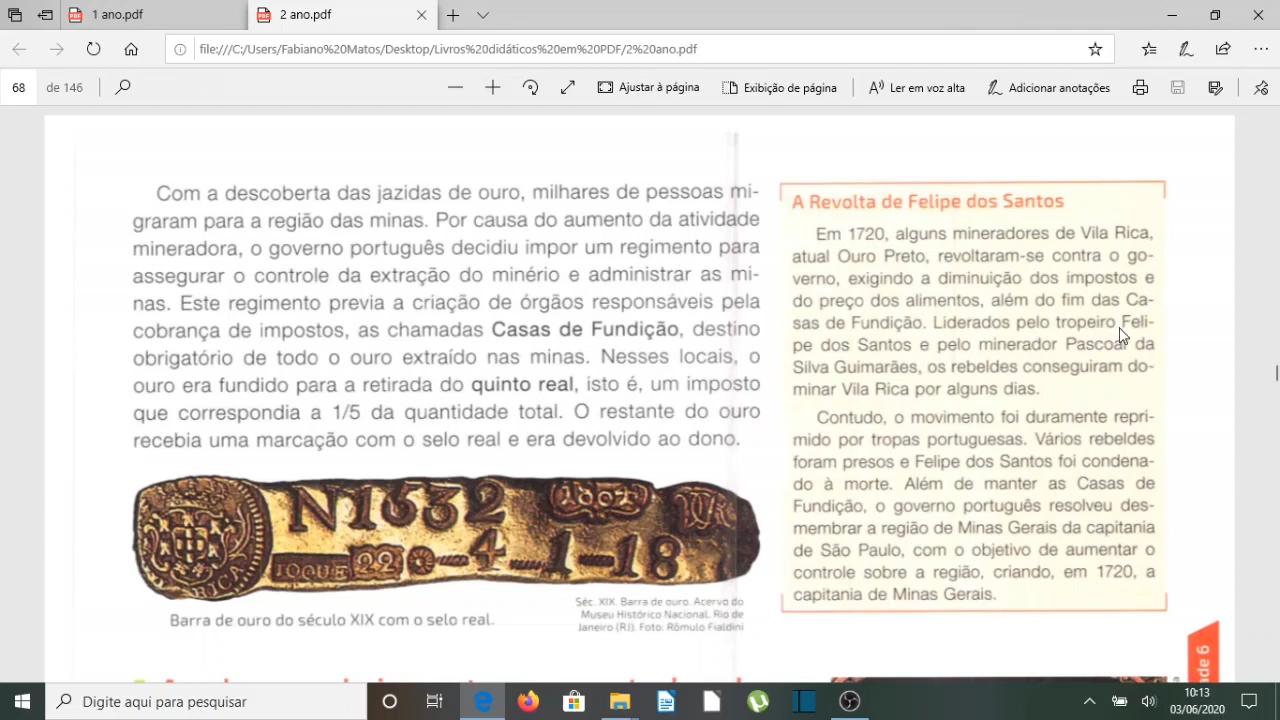 1 ano.pdf
2 ano.pdf
file:///C:/Users/Fabiano%20Matos/Desktop/Livros%20didáticos%20em%20PDF/2%20ano.pdf
68 de 146
Ajustar à página
Exibição de página
Ler em voz alta
Adicionar anotações
Com a descoberta das jazidas de ouro, milhares de pessoas mi-
graram para a região das minas. Por causa do aumento da atividade
mineradora, o governo português decidiu impor um regimento para
assegurar o controle da extração do minério e administrar as mi-
nas. Este regimento previa a criação de órgãos responsáveis pela
cobrança de impostos, as chamadas Casas de Fundição, destino
obrigatório de todo o ouro extraído nas minas. Nesses locais, o
ouro era fundido para a retirada do quinto real, isto é, um imposto
que correspondia a 1/5 da quantidade total. O restante do ouro
recebia uma marcação com o selo real e era devolvido ao dono.
N1632
1807
TOQUE 22
4 1 18
RICA
Barra de ouro do século XIX com o selo real.
Séc. XIX. Barra de ouro. Acervo do
Museu Histórico Nacional. Rio de
Janeiro (RJ). Foto: Rômulo Fialdini
A Revolta de Felipe dos Santos
Em 1720, alguns mineradores de Vila Rica,
atual Ouro Preto, revoltaram-se contra o go-
verno, exigindo a diminuição dos impostos e
do preço dos alimentos, além do fim das Ca-
sas de Fundição. Liderados pelo tropeiro Feli-
pe dos Santos e pelo minerador Pascoal da
Silva Guimarães, os rebeldes conseguiram do-
minar Vila Rica por alguns dias.
Contudo, o movimento foi duramente repri-
mido por tropas portuguesas. Vários rebeldes
foram presos e Felipe dos Santos foi condena-
do à morte. Além de manter as Casas de
Fundição, o governo português resolveu des-
membrar a região de Minas Gerais da capitania
de São Paulo, com o objetivo de aumentar o
controle sobre a região, criando, em 1720, a
capitania de Minas Gerais.
ade 6
Digite aqui para pesquisar
10:13
03/06/2020